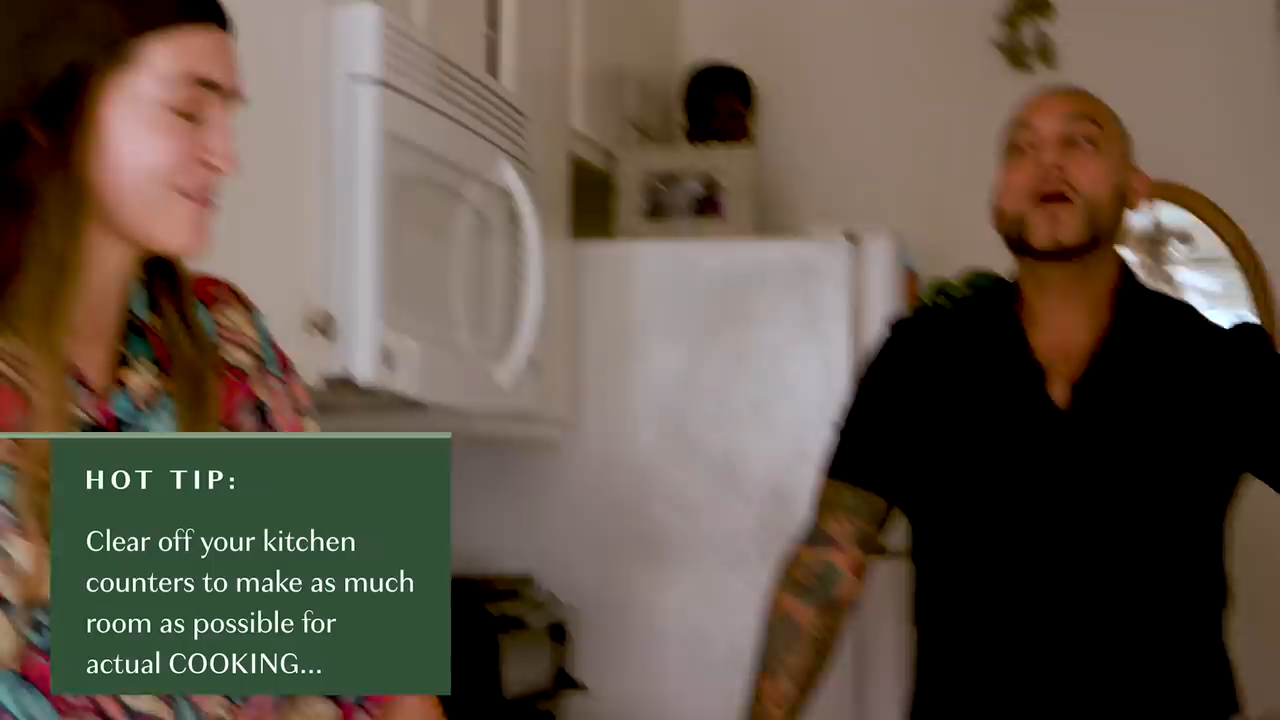 HOT TIP:
Clear off your kitchen
counters to make as much
room as possible for
actual COOKING...